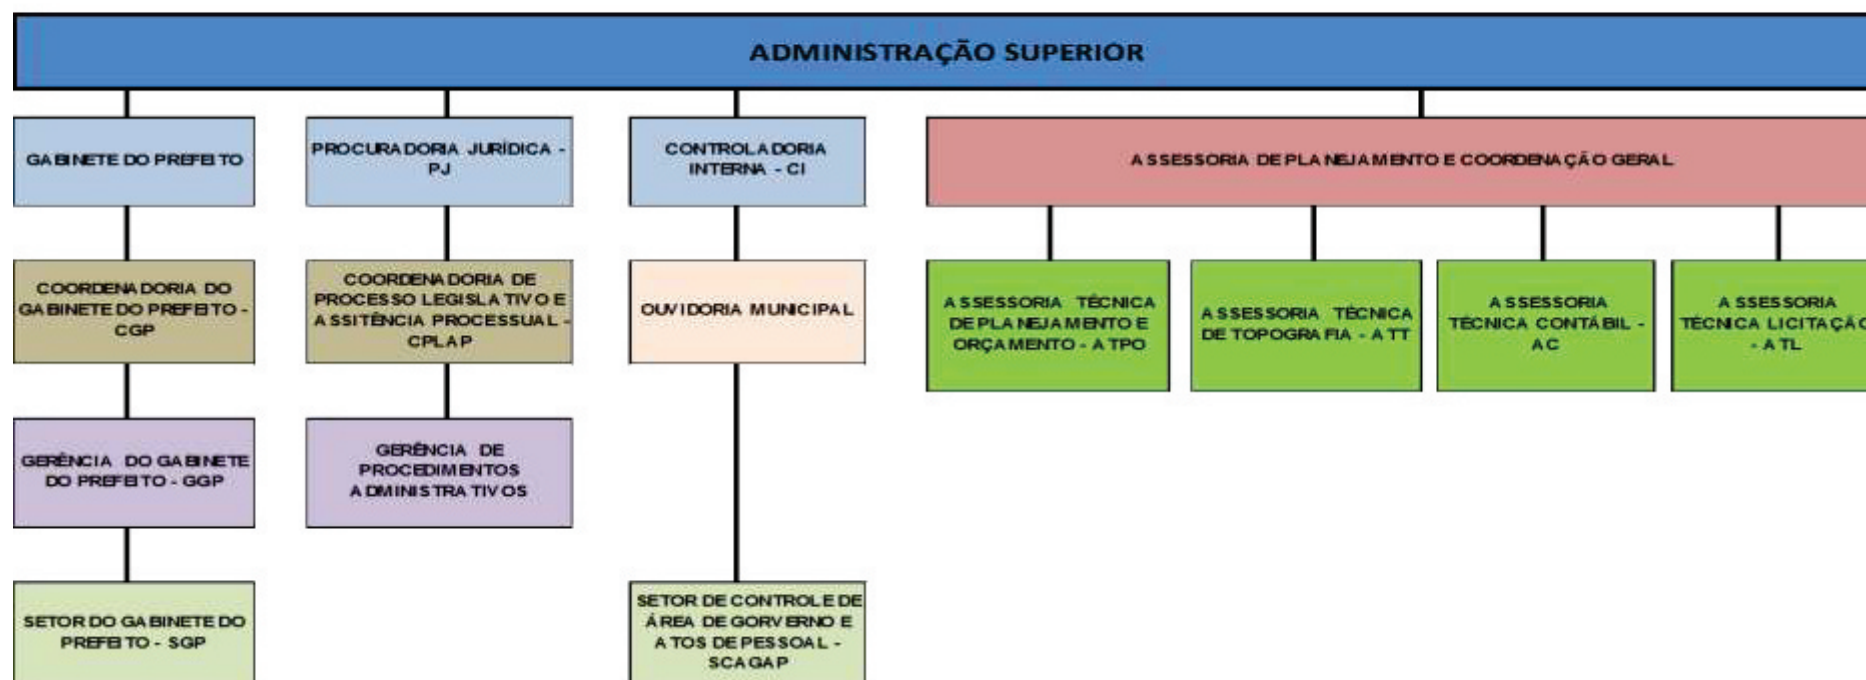 ADMINISTRAÇÃO SUPERIOR
GABINETE DO PREFEITO
PROCURADORIA JURÍDICA -
PJ
CONTROLADORIA
INTERNA - CI
ASSESSORIA DE PLANEJAMENTO E COORDENAÇÃO GERAL
COORDENADORIA DO
GABINETE DO PREFEITO -
CGP
COORDENADORIA DE
PROCESSO LEGISLATIVO E
ASSITÊNCIA PROCESSUAL -
CPLAP
OUVIDORIA MUNICIPAL
ASSESSORIA TÉCNICA
DE PLANEJAMENTO E
ORÇAMENTO - ATPO
ASSESSORIA TÉCNICA
DE TOPOGRAFIA - ATT
ASSESSORIA
TÉCNICA CONTÁBIL -
AC
ASSESSORIA
TÉCNICA LICITAÇÃO
- ATL
GERÊNCIA DO GABINETE
DO PREFEITO - GGP
GERÊNCIA DE
PROCEDIMENTOS
ADMINISTRATIVOS
SETOR DO GABINETE DO
PREFEITO - SGP
SETOR DE CONTROLE DE
ÁREA DE GORVERNO E
ATOS DE PESSOAL -
SCAGAP